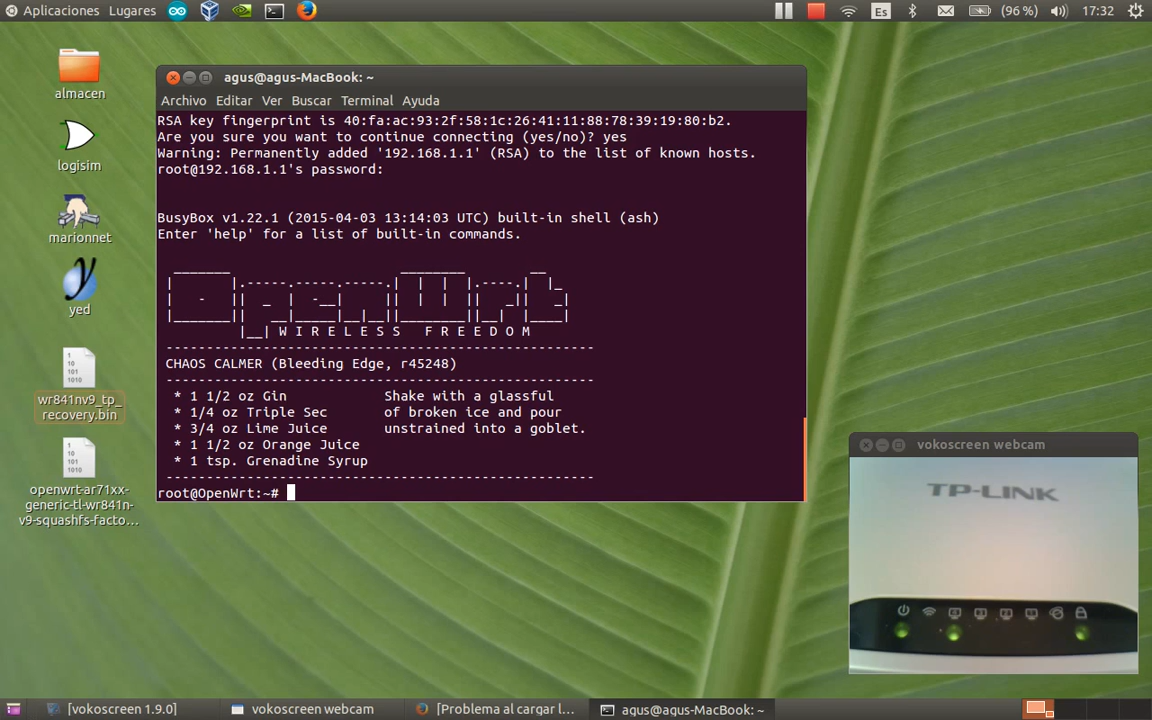 Aplicaciones Lugares Es (96 %) 17:32
almacen
logisim
marionnet
yed
wr841nv9_tp_
recovery.bin
openwrt-ar71xx-
generic-tl-wr841n-
v9-squashfs-facto...
agus@agus-MacBook: ~
Archivo Editar Ver Buscar Terminal Ayuda
RSA key fingerprint is 40:fa:ac:93:2f:58:1c:26:41:11:88:78:39:19:80:b2.
Are you sure you want to continue connecting (yes/no)? yes
Warning: Permanently added '192.168.1.1' (RSA) to the list of known hosts.
root@192.168.1.1's password:
BusyBox v1.22.1 (2015-04-03 13:14:03 UTC) built-in shell (ash)
Enter 'help' for a list of built-in commands.
OpenWrt
W I R E L E S S   F R E E D O M
-----------------------------------------------------
CHAOS CALMER (Bleeding Edge, r45248)
-----------------------------------------------------
* 1 1/2 oz Gin Shake with a glassful
* 1/4 oz Triple Sec of broken ice and pour
* 3/4 oz Lime Juice unstrained into a goblet.
* 1 1/2 oz Orange Juice
* 1 tsp. Grenadine Syrup
-----------------------------------------------------
root@OpenWrt:~#
vokoscreen webcam
TP-LINK
[vokoscreen 1.9.0] vokoscreen webcam [Problema al cargar l... agus@agus-MacBook: ~